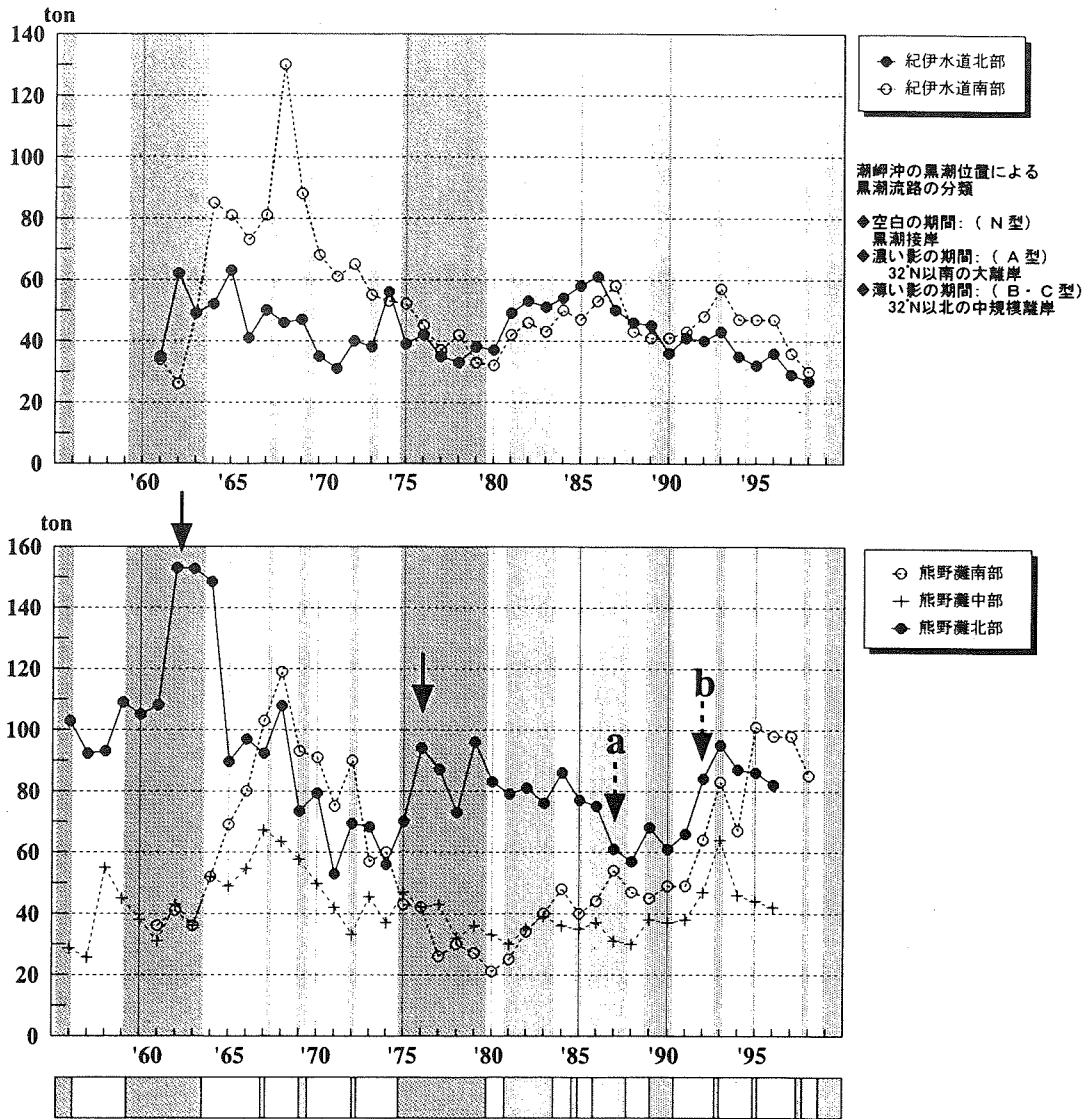 ton
140
120
100
80
60
40
20
0
'60 '65 '70 '75 '80 '85 '90 '95
紀伊水道北部
紀伊水道南部
潮岬沖の黒潮位置による
黒潮流路の分類
◆空白の期間:(N型)
黒潮接岸
◆濃い影の期間:(A型)
32°N以南の大離岸
◆薄い影の期間:(B・C型)
32°N以北の中規模離岸
ton
160
140
120
100
80
60
40
20
0
'60 '65 '70 '75 '80 '85 '90 '95
a
b
熊野灘南部
熊野灘中部
熊野灘北部